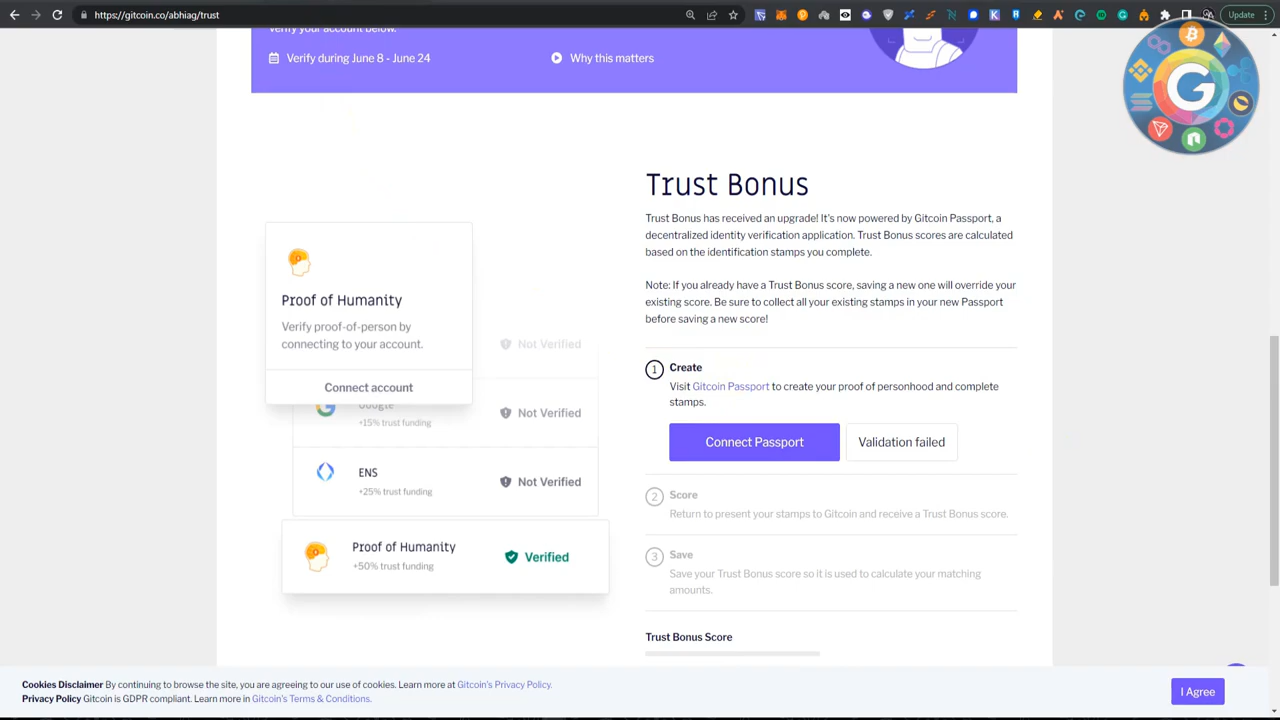 https://gitcoin.co/abhiag/trust
Update
verify your account below.
Verify during June 8 - June 24
Why this matters
G
Trust Bonus
Trust Bonus has received an upgrade! It's now powered by Gitcoin Passport, a
decentralized identity verification application. Trust Bonus scores are calculated
based on the identification stamps you complete.
Note: If you already have a Trust Bonus score, saving a new one will override your
existing score. Be sure to collect all your existing stamps in your new Passport
before saving a new score!
Proof of Humanity
Verify proof-of-person by
connecting to your account.
Connect account
Not Verified
Google
+15% trust funding
Not Verified
ENS
+25% trust funding
Not Verified
Proof of Humanity
+50% trust funding
Verified
1
Create
Visit Gitcoin Passport to create your proof of personhood and complete
stamps.
Connect Passport
Validation failed
2
Score
Return to present your stamps to Gitcoin and receive a Trust Bonus score.
3
Save
Save your Trust Bonus score so it is used to calculate your matching
amounts.
Trust Bonus Score
Cookies Disclaimer By continuing to browse the site, you are agreeing to our use of cookies. Learn more at Gitcoin's Privacy Policy.
Privacy Policy Gitcoin is GDPR compliant. Learn more in Gitcoin's Terms & Conditions.
I Agree